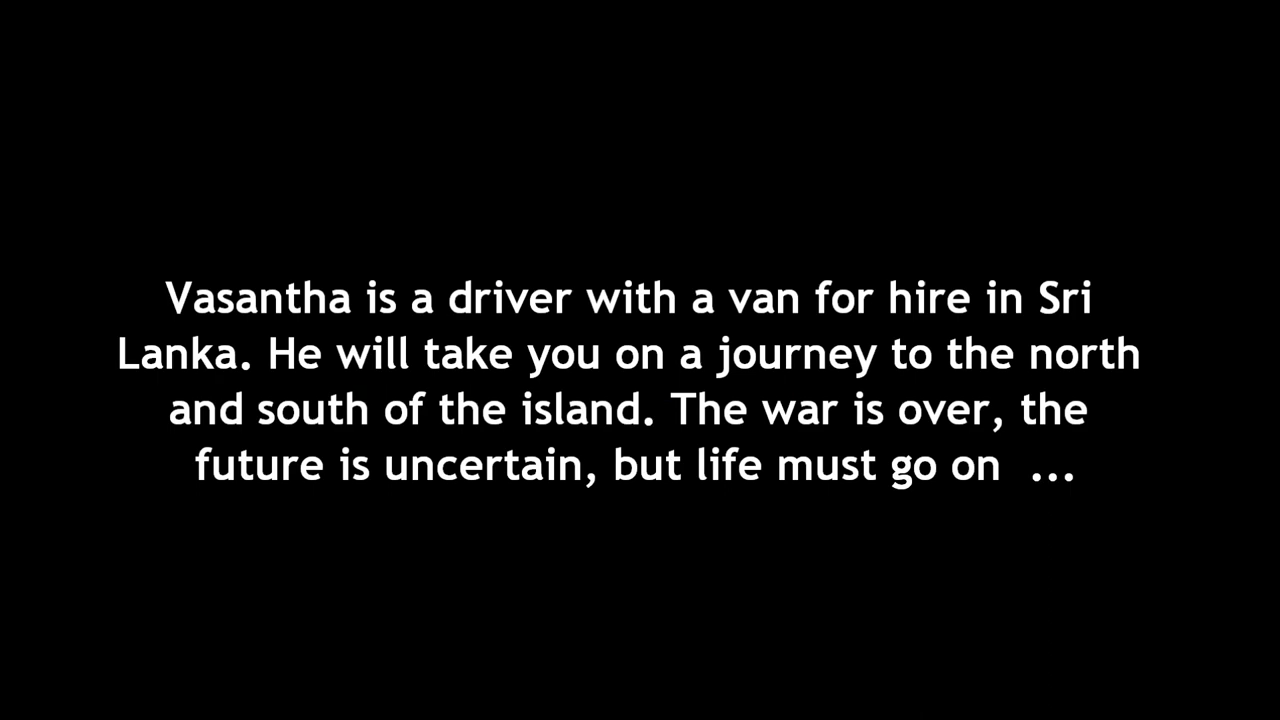 Vasantha is a driver with a van for hire in Sri
Lanka. He will take you on a journey to the north
and south of the island. The war is over, the
future is uncertain, but life must go on  ...